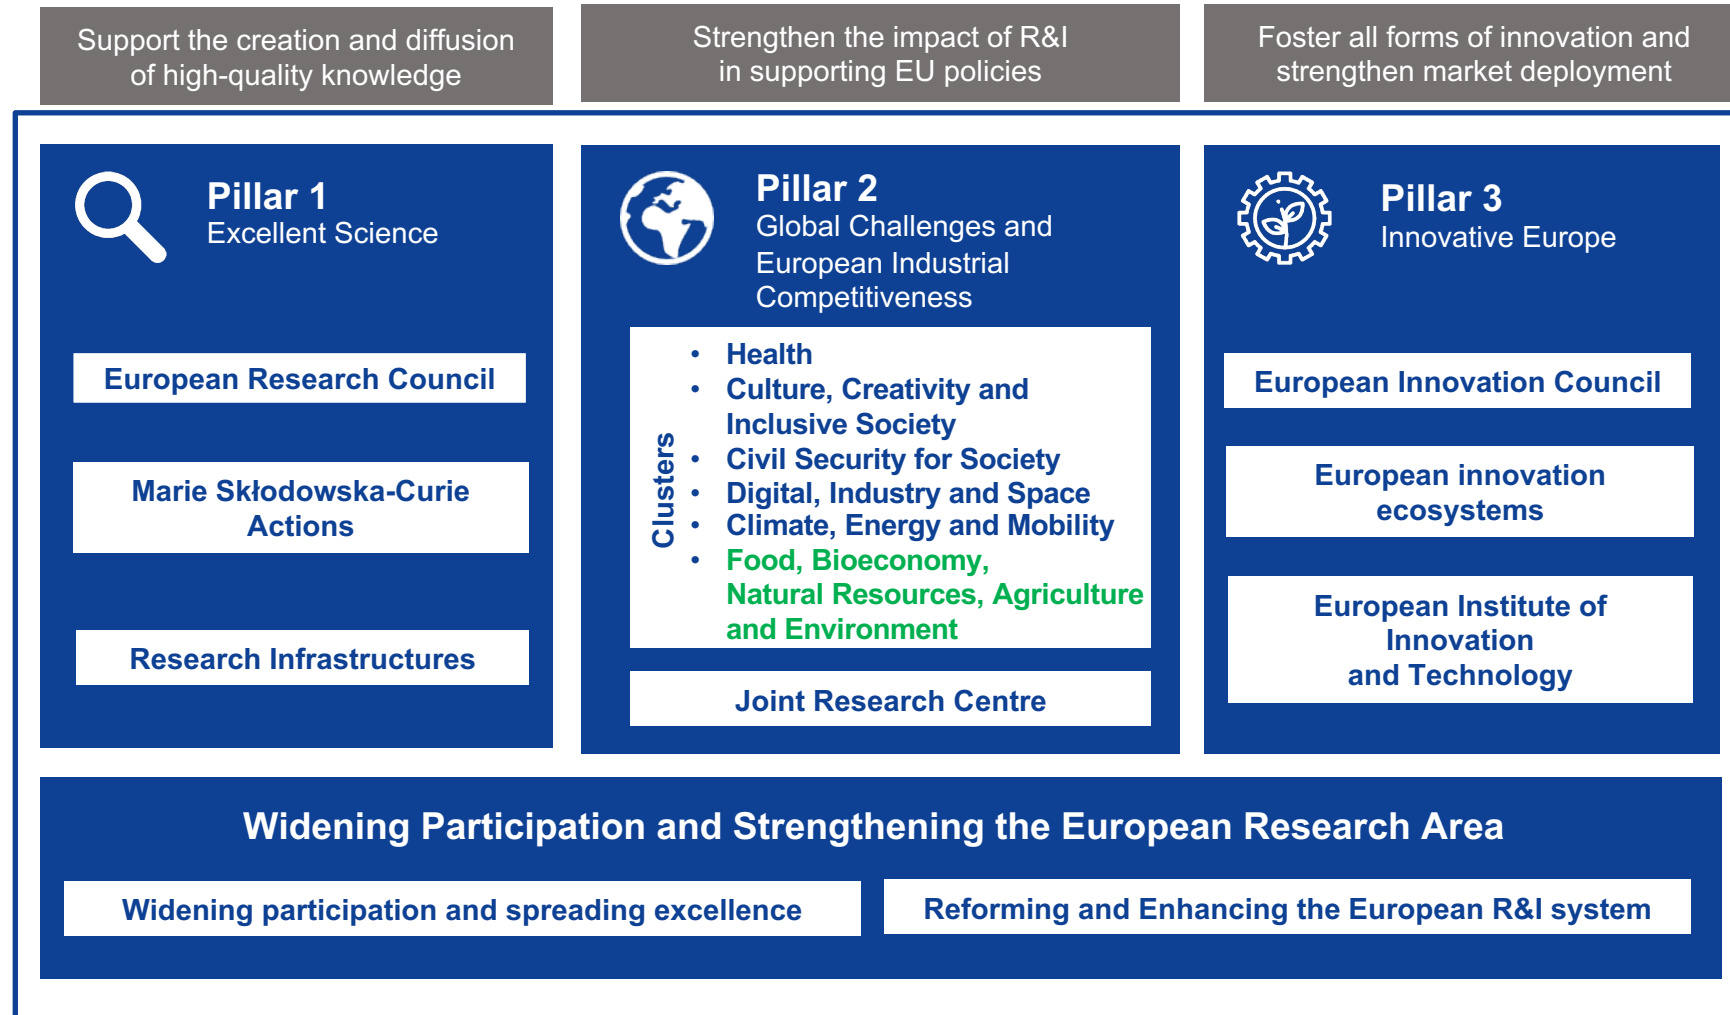 Support the creation and diffusion
of high-quality knowledge
Strengthen the impact of R&I
in supporting EU policies
Foster all forms of innovation and
strengthen market deployment
Pillar 1
Excellent Science
European Research Council
Marie Skłodowska-Curie
Actions
Research Infrastructures
Pillar 2
Global Challenges and
European Industrial
Competitiveness
Clusters
• Health
• Culture, Creativity and
Inclusive Society
• Civil Security for Society
• Digital, Industry and Space
• Climate, Energy and Mobility
• Food, Bioeconomy,
Natural Resources, Agriculture
and Environment
Joint Research Centre
Pillar 3
Innovative Europe
European Innovation Council
European innovation
ecosystems
European Institute of
Innovation
and Technology
Widening Participation and Strengthening the European Research Area
Widening participation and spreading excellence
Reforming and Enhancing the European R&I system